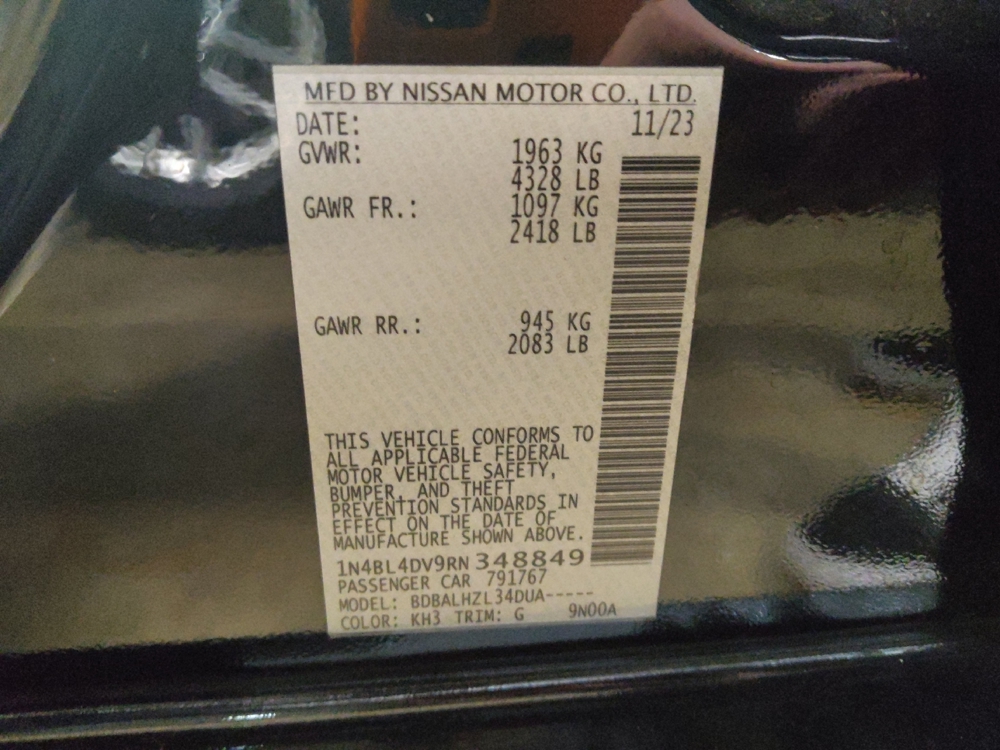 MFD BY NISSAN MOTOR CO., LTD.
DATE: 11/23
GVWR: 1963 KG
4328 LB
GAWR FR.: 1097 KG
2418 LB
GAWR RR.: 945 KG
2083 LB
THIS VEHICLE CONFORMS TO
ALL APPLICABLE FEDERAL
MOTOR VEHICLE SAFETY,
BUMPER, AND THEFT
PREVENTION STANDARDS IN
EFFECT ON THE DATE OF
MANUFACTURE SHOWN ABOVE.
1N4BL4DV9RN348849
PASSENGER CAR 791767
MODEL: BDBALHZL34DUA-----
COLOR: KH3 TRIM: G 9N00A